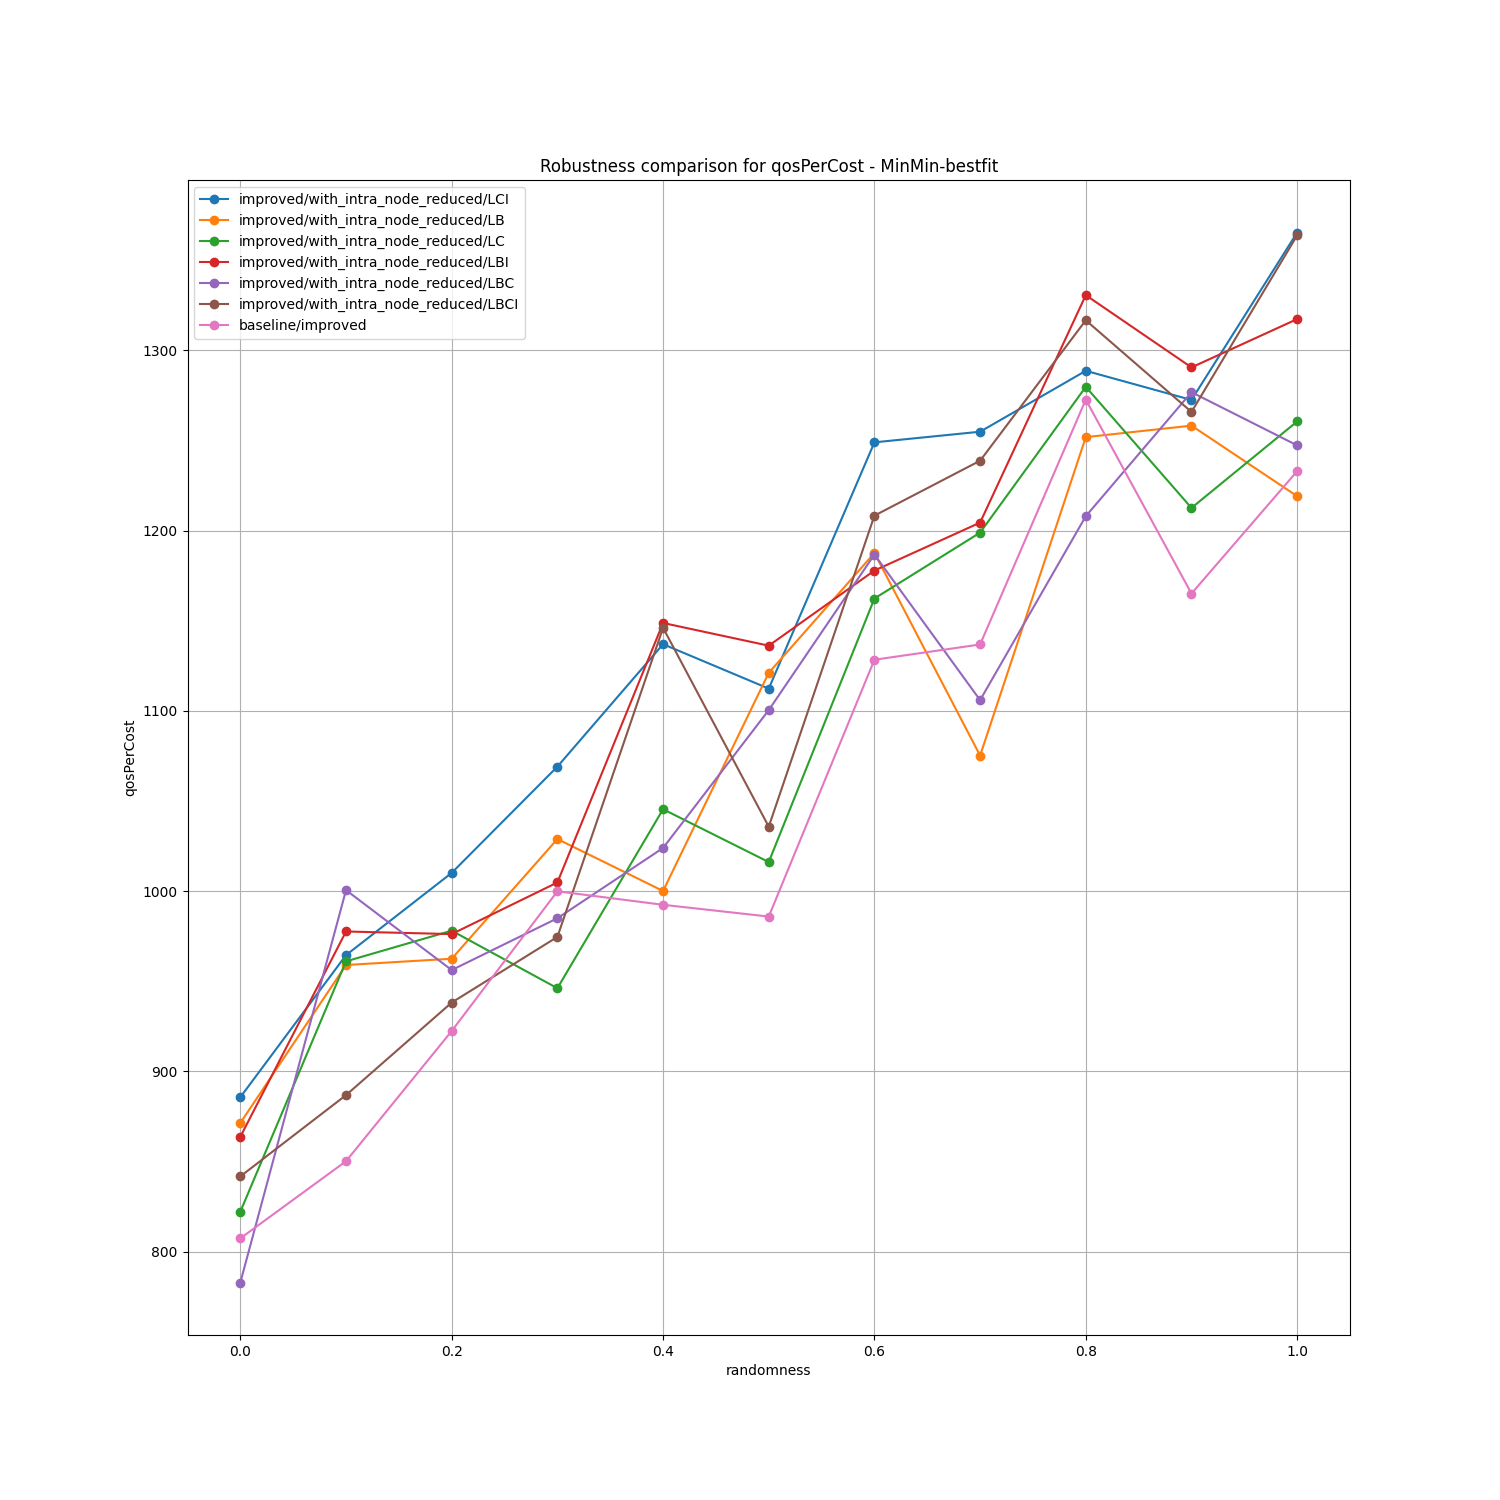 Robustness comparison for qosPerCost - MinMin-bestfit
improved/with_intra_node_reduced/LCI
improved/with_intra_node_reduced/LB
improved/with_intra_node_reduced/LC
improved/with_intra_node_reduced/LBI
improved/with_intra_node_reduced/LBC
improved/with_intra_node_reduced/LBCI
baseline/improved
1300
1200
1100
1000
900
800
qosPerCost
0.0 0.2 0.4 0.6 0.8 1.0
randomness